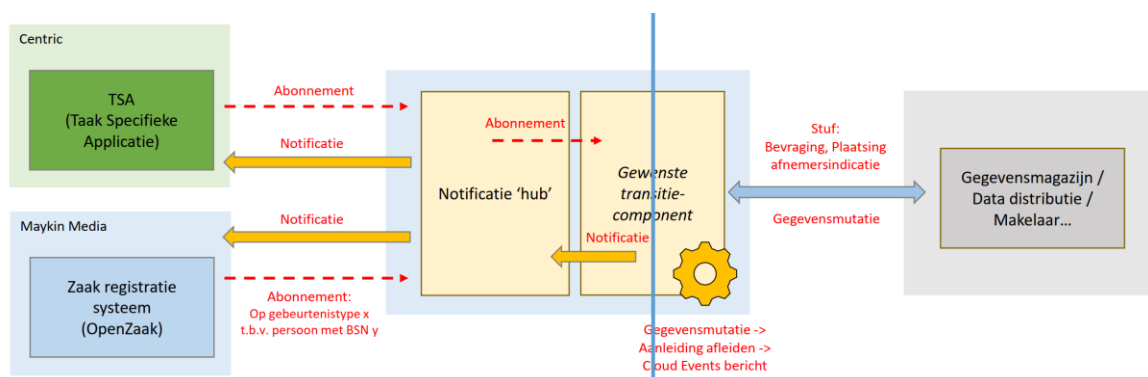 Centric
TSA
(Taak Specifieke
Applicatie)
Abonnement
Notificatie
Maykin Media
Zaak registratie
systeem
(OpenZaak)
Notificatie
Abonnement:
Op gebeurtenistype x
t.b.v. persoon met BSN y
Notificatie ‘hub’
Abonnement
Gewenste
transitie-
component
Notificatie
Gegevensmutatie ->
Aanleiding afleiden ->
Cloud Events bericht
Stuf:
Bevraging, Plaatsing
afnemersindicatie
Gegevensmutatie
Gegevensmagazijn /
Data distributie /
Makelaar…